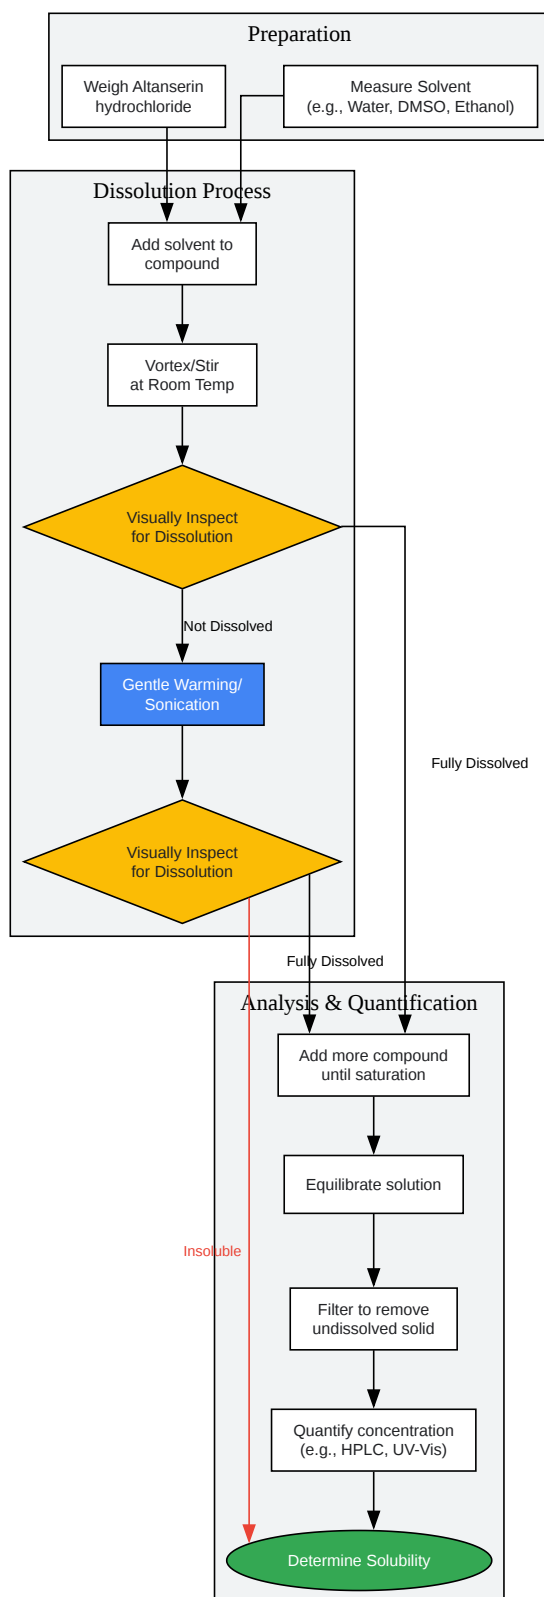 Preparation
Weigh Altanserin
hydrochloride
Measure Solvent
(e.g., Water, DMSO, Ethanol)
Dissolution Process
Add solvent to
compound
Vortex/Stir
at Room Temp
Visually Inspect
for Dissolution
Not Dissolved
Gentle Warming/
Sonication
Fully Dissolved
Visually Inspect
for Dissolution
Fully Dissolved
Analysis & Quantification
Add more compound
until saturation
Equilibrate solution
Insoluble
Filter to remove
undissolved solid
Quantify concentration
(e.g., HPLC, UV-Vis)
Determine Solubility